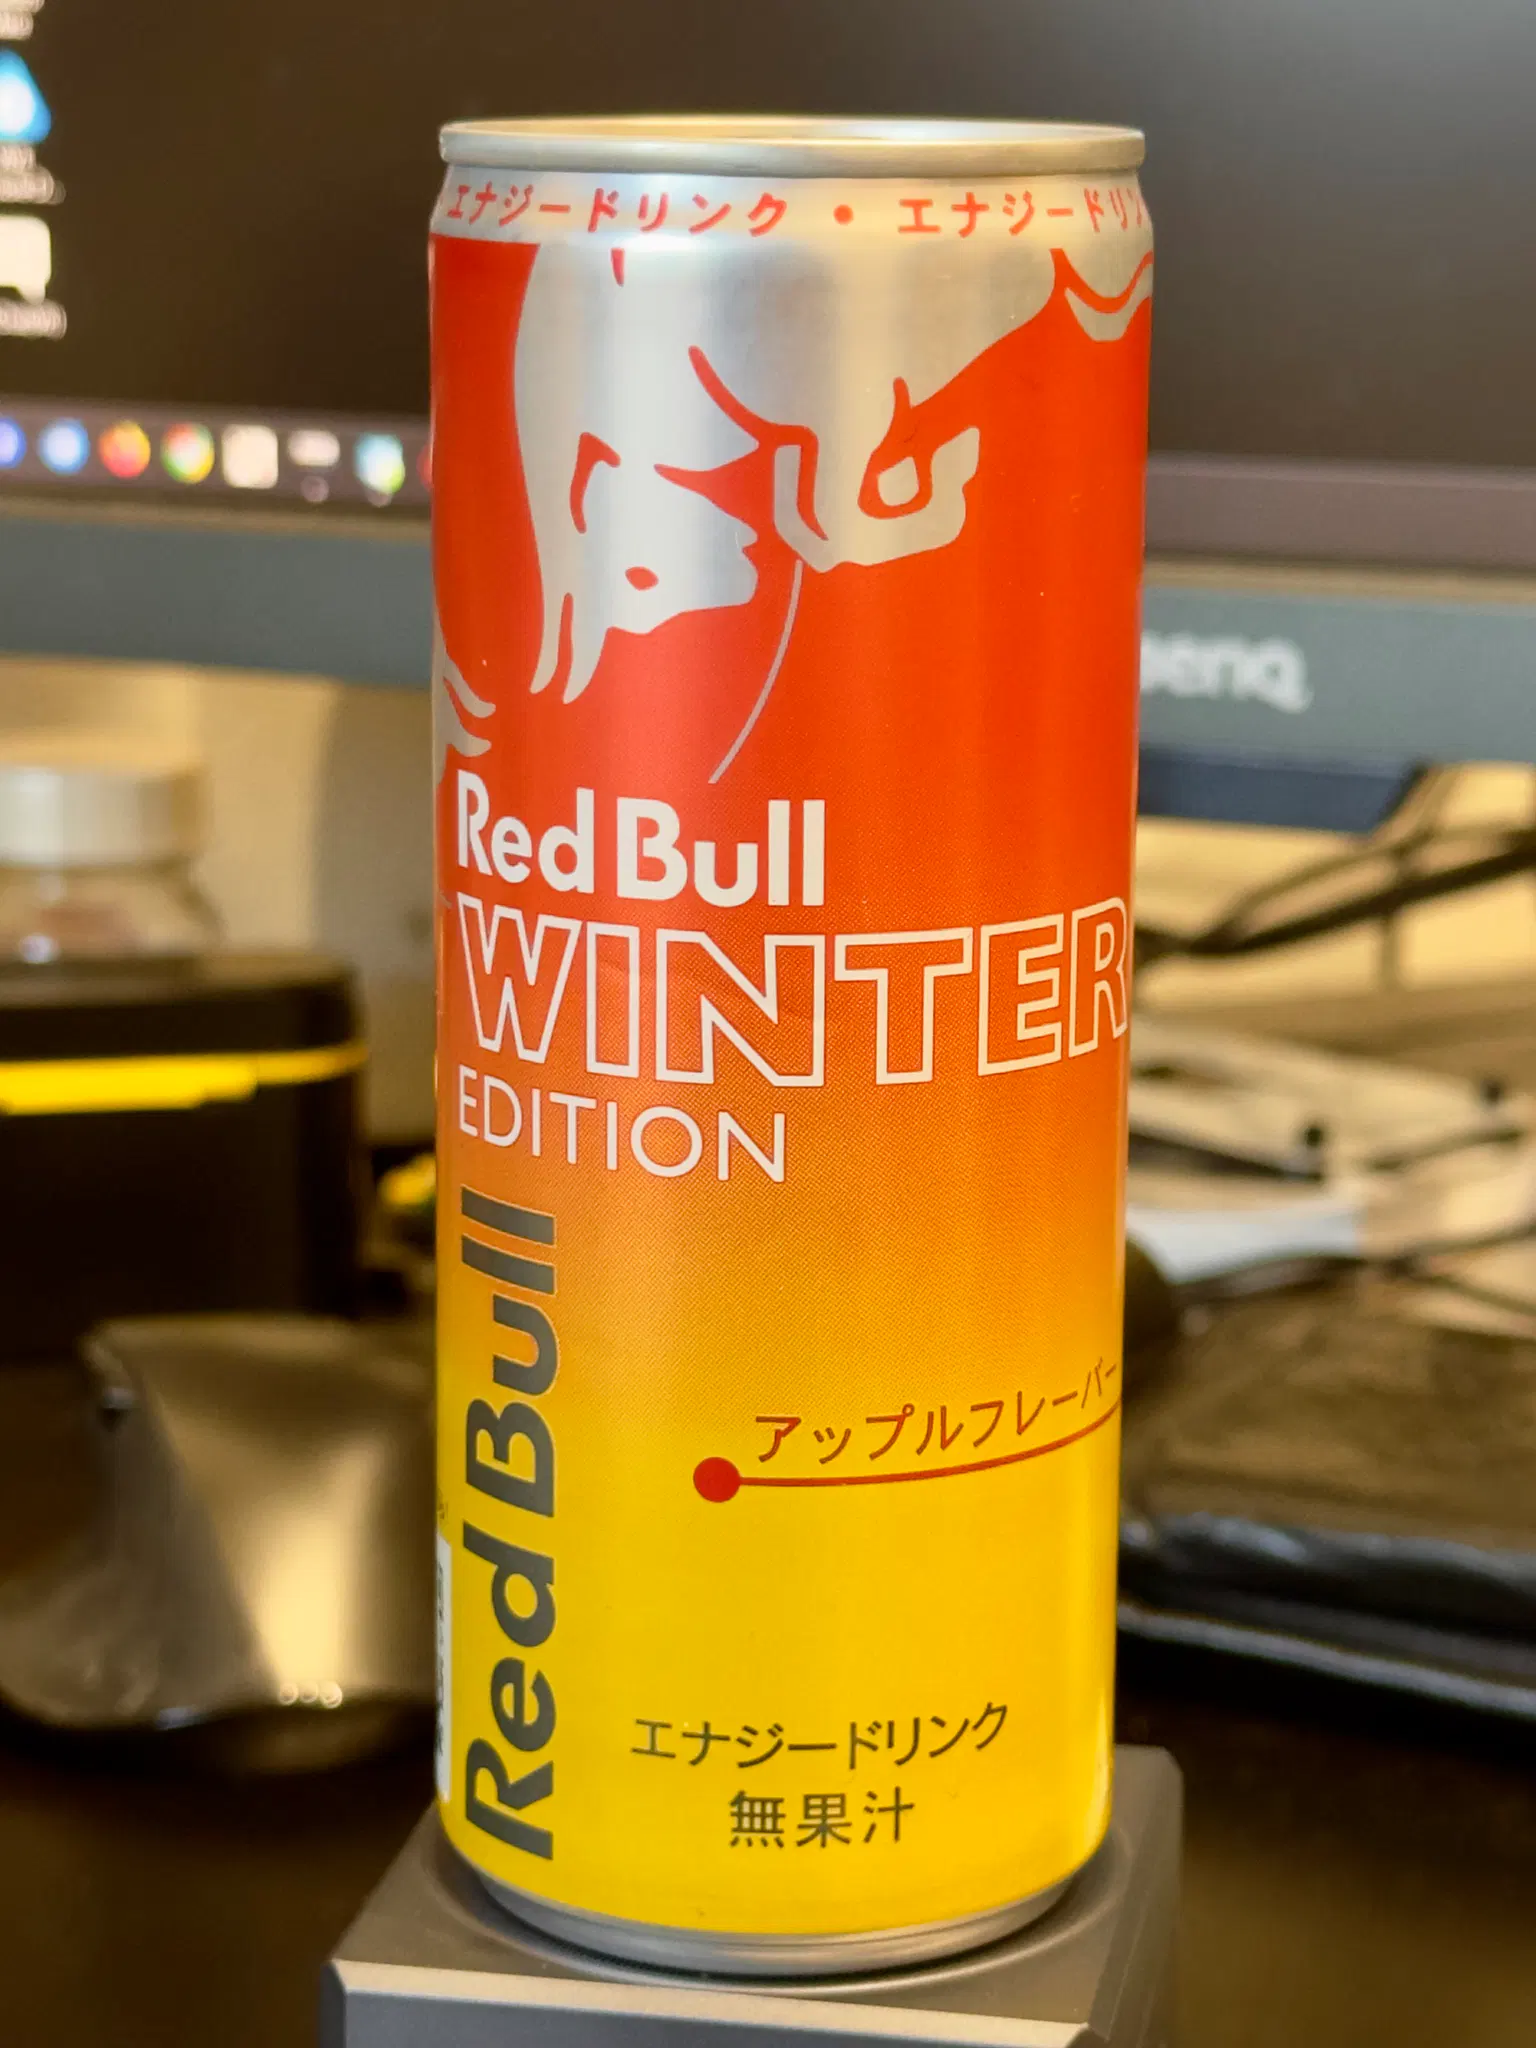 エナジードリンク • エナジードリン
Red Bull
WINTER
EDITION
Red Bull
アップルフレーバー
エナジードリンク
無果汁
BenQ